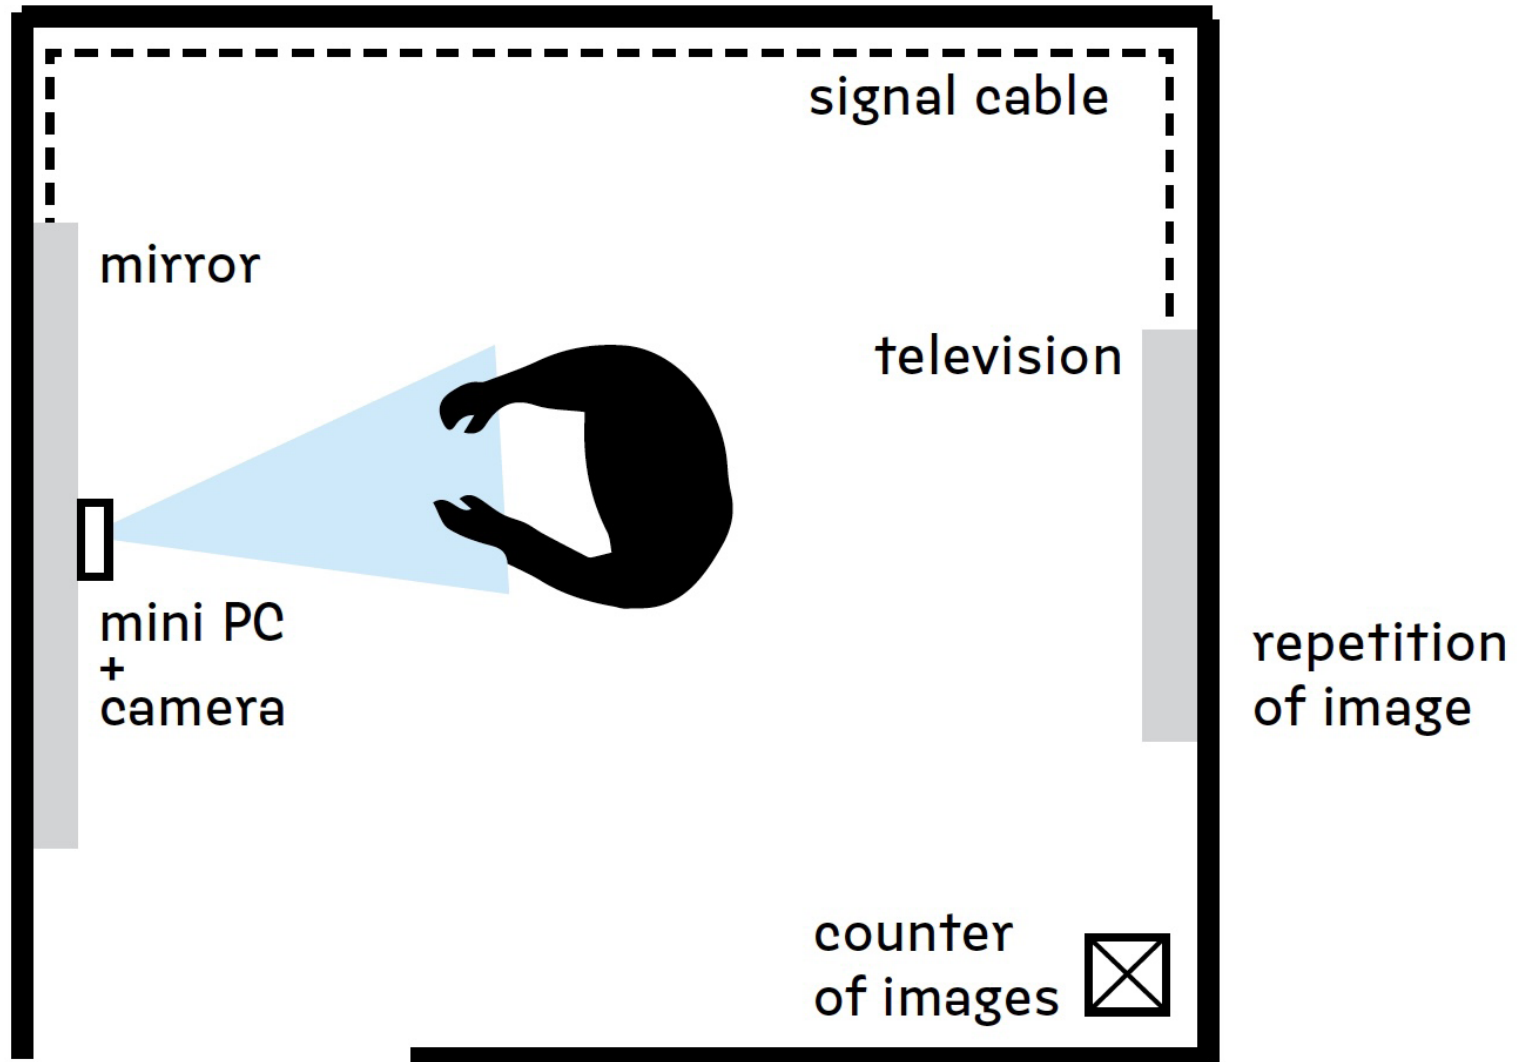 signal cable
mirror
television
mini PC
+
camera
repetition
of image
counter
of images